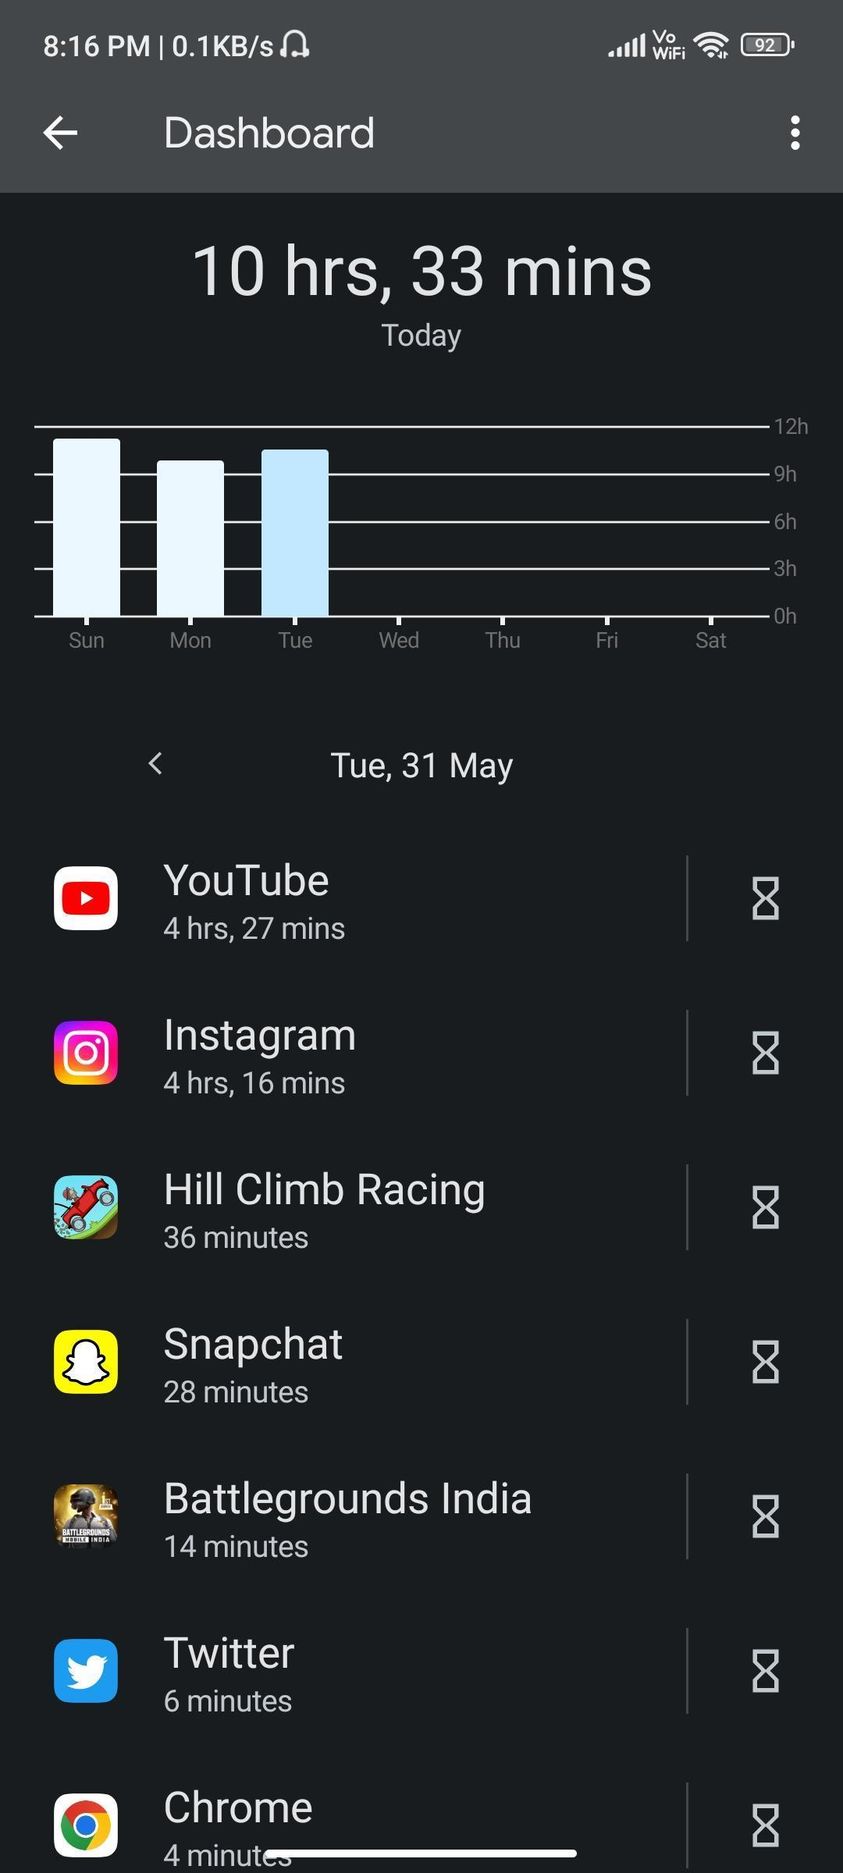 8:16 PM | 0.1KB/s Vo WiFi 92
Dashboard
10 hrs, 33 mins
Today
12h
9h
6h
3h
0h
Sun Mon Tue Wed Thu Fri Sat
Tue, 31 May
YouTube
4 hrs, 27 mins
Instagram
4 hrs, 16 mins
Hill Climb Racing
36 minutes
Snapchat
28 minutes
Battlegrounds India
14 minutes
BATTLEGROUNDS
MOBILE INDIA
Twitter
6 minutes
Chrome
4 minutes